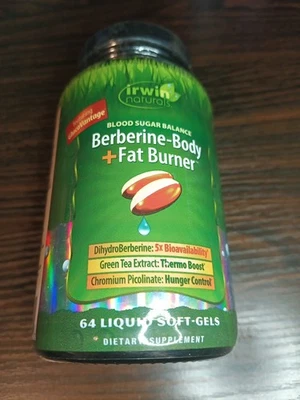 irwin
naturals
BLOOD SUGAR BALANCE
Berberine-Body
+Fat Burner
DihydroBerberine: 5x Bioavailability
Green Tea Extract: Thermo Boost
Chromium Picolinate: Hunger Control
64 LIQUID SOFT-GELS
DIETARY SUPPLEMENT